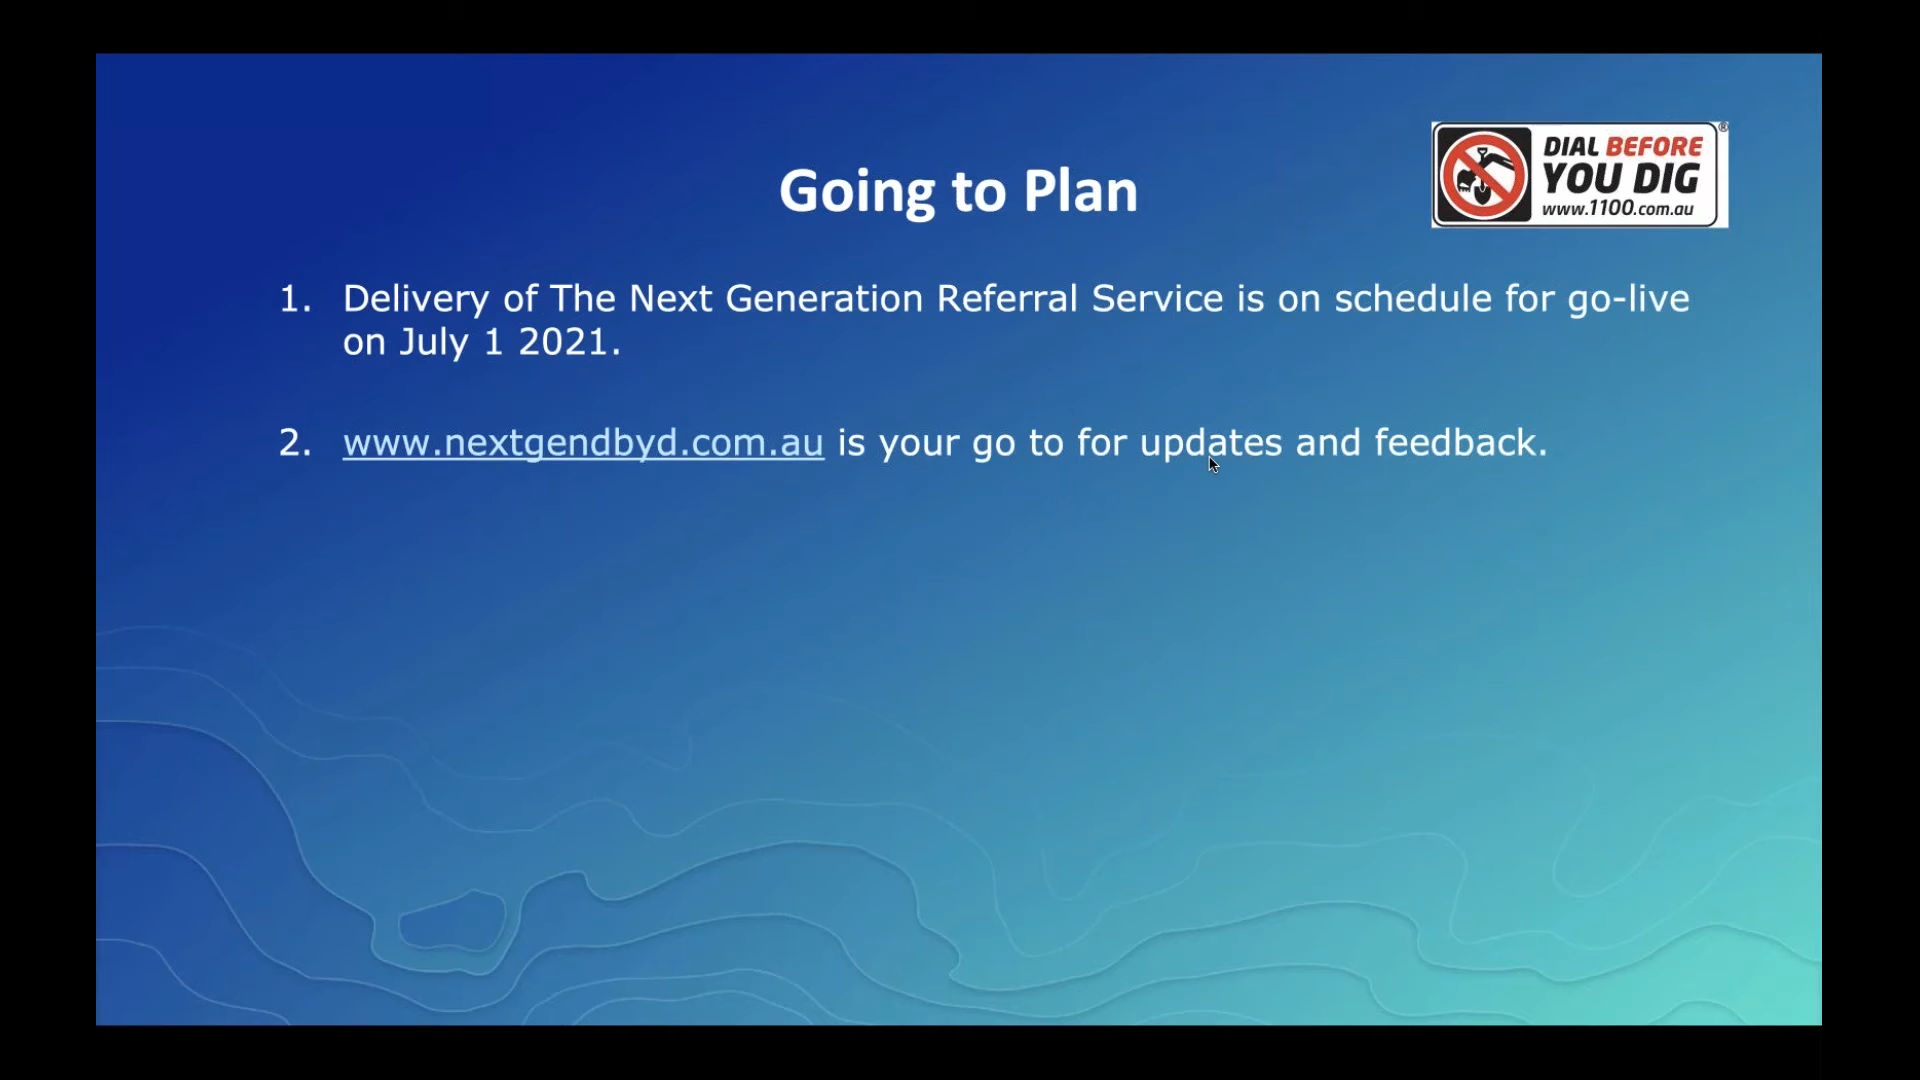 Going to Plan
DIAL BEFORE
YOU DIG
www.1100.com.au
®
1. Delivery of The Next Generation Referral Service is on schedule for go-live
on July 1 2021.
2. www.nextgendbyd.com.au is your go to for updates and feedback.